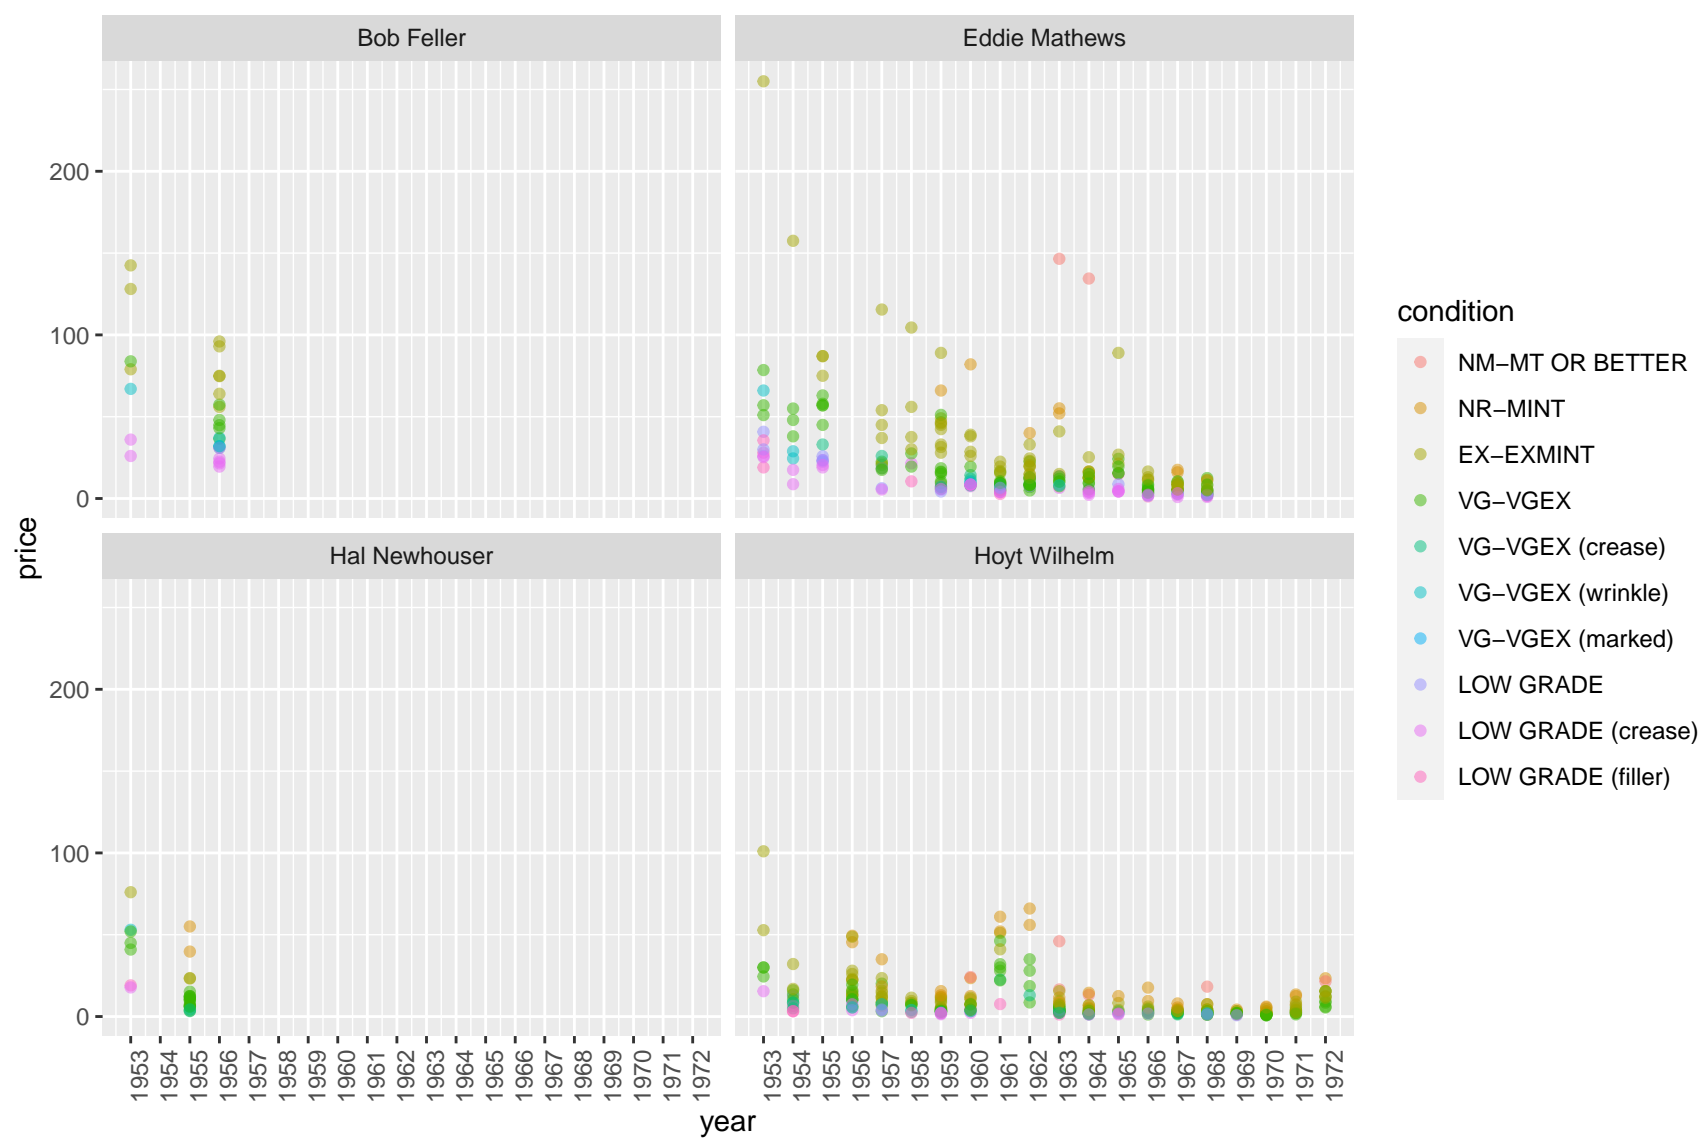 Bob Feller
Eddie Mathews
200
100
0
Hal Newhouser
Hoyt Wilhelm
200
100
0
price
1953 1954 1955 1956 1957 1958 1959 1960 1961 1962 1963 1964 1965 1966 1967 1968 1969 1970 1971 1972
1953 1954 1955 1956 1957 1958 1959 1960 1961 1962 1963 1964 1965 1966 1967 1968 1969 1970 1971 1972
year
condition
NM−MT OR BETTER
NR−MINT
EX−EXMINT
VG−VGEX
VG−VGEX (crease)
VG−VGEX (wrinkle)
VG−VGEX (marked)
LOW GRADE
LOW GRADE (crease)
LOW GRADE (filler)